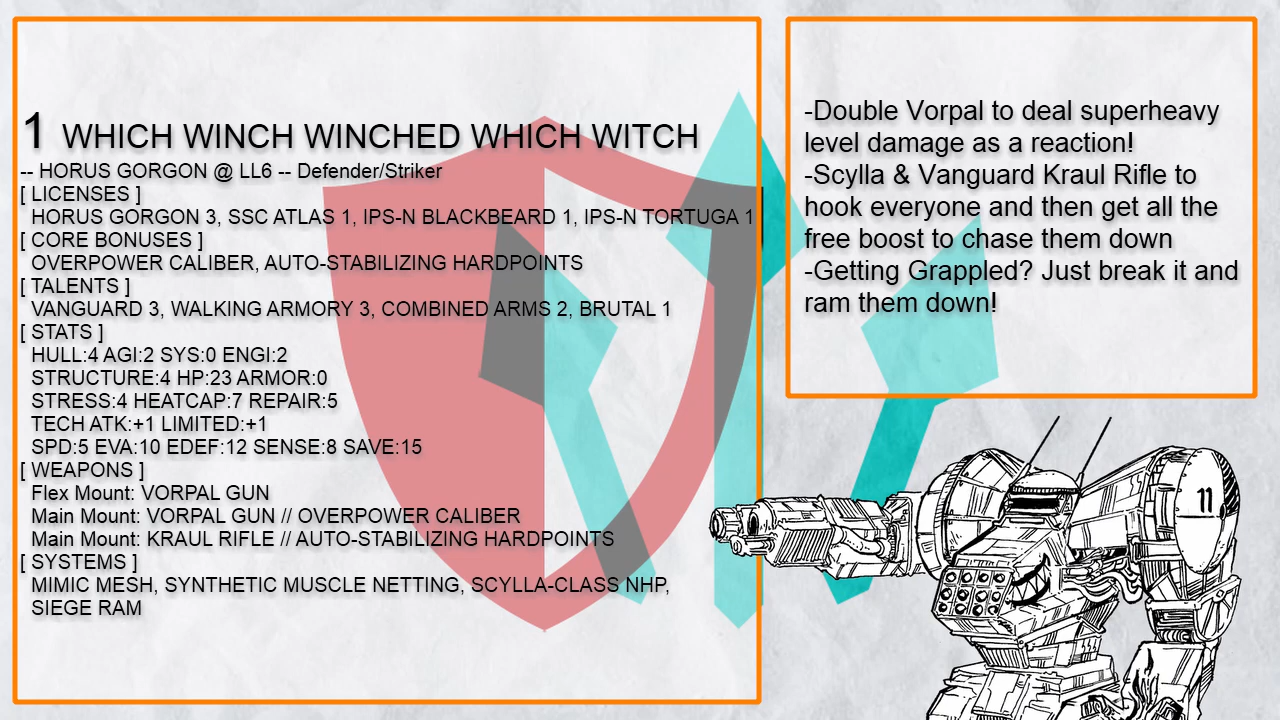 1 WHICH WINCH WINCHED WHICH WITCH
-- HORUS GORGON @ LL6 -- Defender/Striker
[ LICENSES ]
HORUS GORGON 3, SSC ATLAS 1, IPS-N BLACKBEARD 1, IPS-N TORTUGA 1
[ CORE BONUSES ]
OVERPOWER CALIBER, AUTO-STABILIZING HARDPOINTS
[ TALENTS ]
VANGUARD 3, WALKING ARMORY 3, COMBINED ARMS 2, BRUTAL 1
[ STATS ]
HULL:4 AGI:2 SYS:0 ENGI:2
STRUCTURE:4 HP:23 ARMOR:0
STRESS:4 HEATCAP:7 REPAIR:5
TECH ATK:+1 LIMITED:+1
SPD:5 EVA:10 EDEF:12 SENSE:8 SAVE:15
[ WEAPONS ]
Flex Mount: VORPAL GUN
Main Mount: VORPAL GUN // OVERPOWER CALIBER
Main Mount: KRAUL RIFLE // AUTO-STABILIZING HARDPOINTS
[ SYSTEMS ]
MIMIC MESH, SYNTHETIC MUSCLE NETTING, SCYLLA-CLASS NHP,
SIEGE RAM
-Double Vorpal to deal superheavy
level damage as a reaction!
-Scylla & Vanguard Kraul Rifle to
hook everyone and then get all the
free boost to chase them down
-Getting Grappled? Just break it and
ram them down!
11